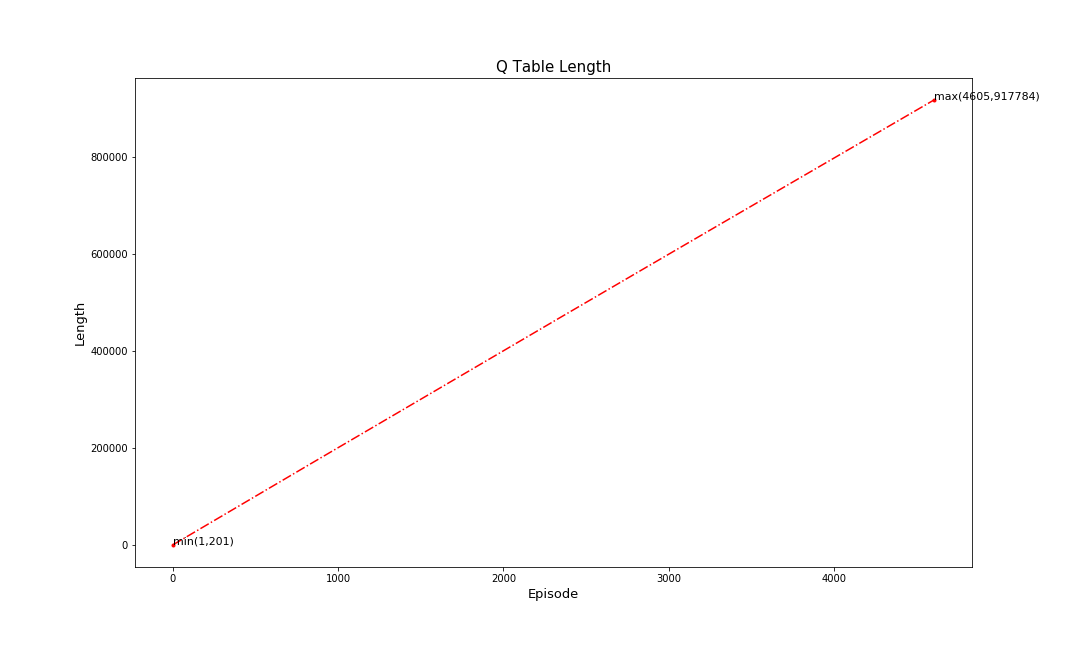 Q Table Length
max(4605,917784)
800000
600000
400000
200000
0
Length
min(1,201)
0 1000 2000 3000 4000
Episode